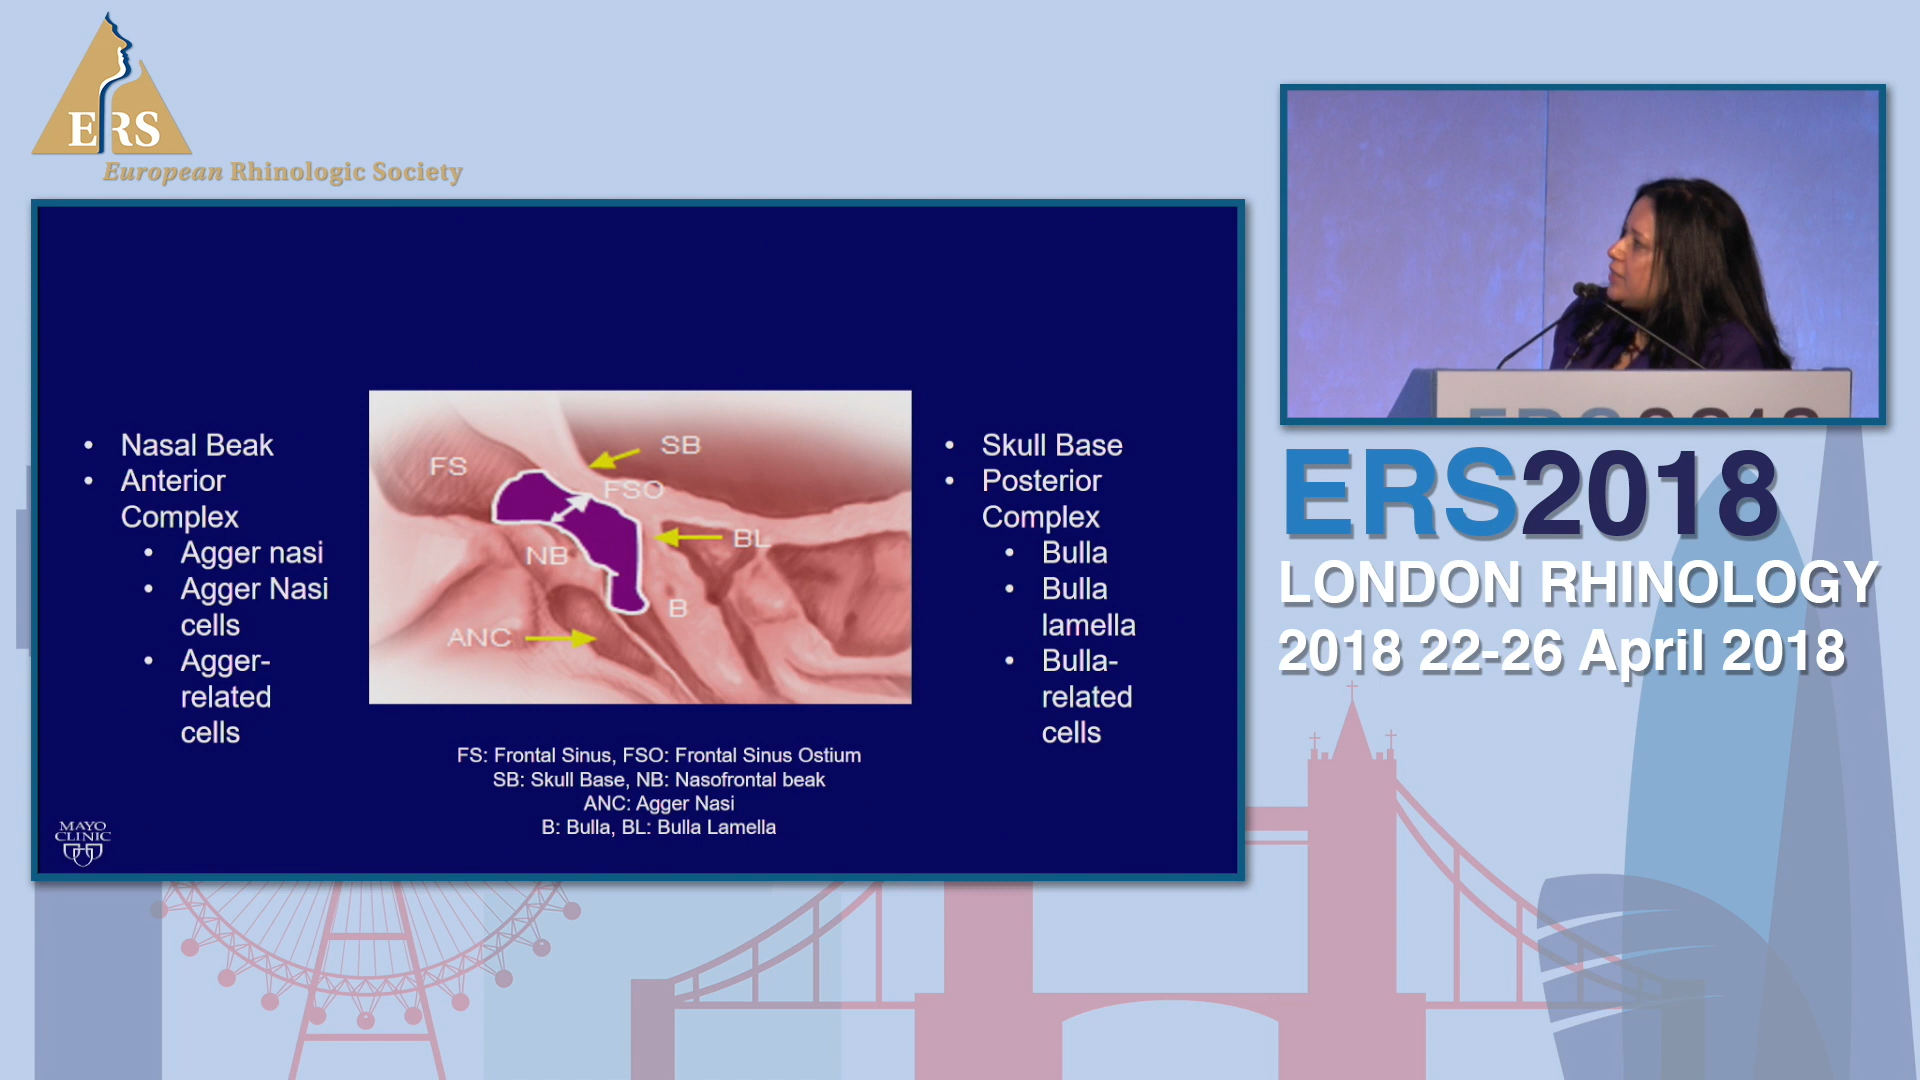 ERS
European Rhinologic Society
• Nasal Beak
• Anterior
Complex
• Agger nasi
• Agger Nasi
cells
• Agger-
related
cells
FS
SB
FSO
NB
BL
B
ANC
• Skull Base
• Posterior
Complex
• Bulla
• Bulla
lamella
• Bulla-
related
cells
FS: Frontal Sinus, FSO: Frontal Sinus Ostium
SB: Skull Base, NB: Nasofrontal beak
ANC: Agger Nasi
B: Bulla, BL: Bulla Lamella
MAYO
CLINIC
ERS2018
LONDON RHINOLOGY
2018 22-26 April 2018